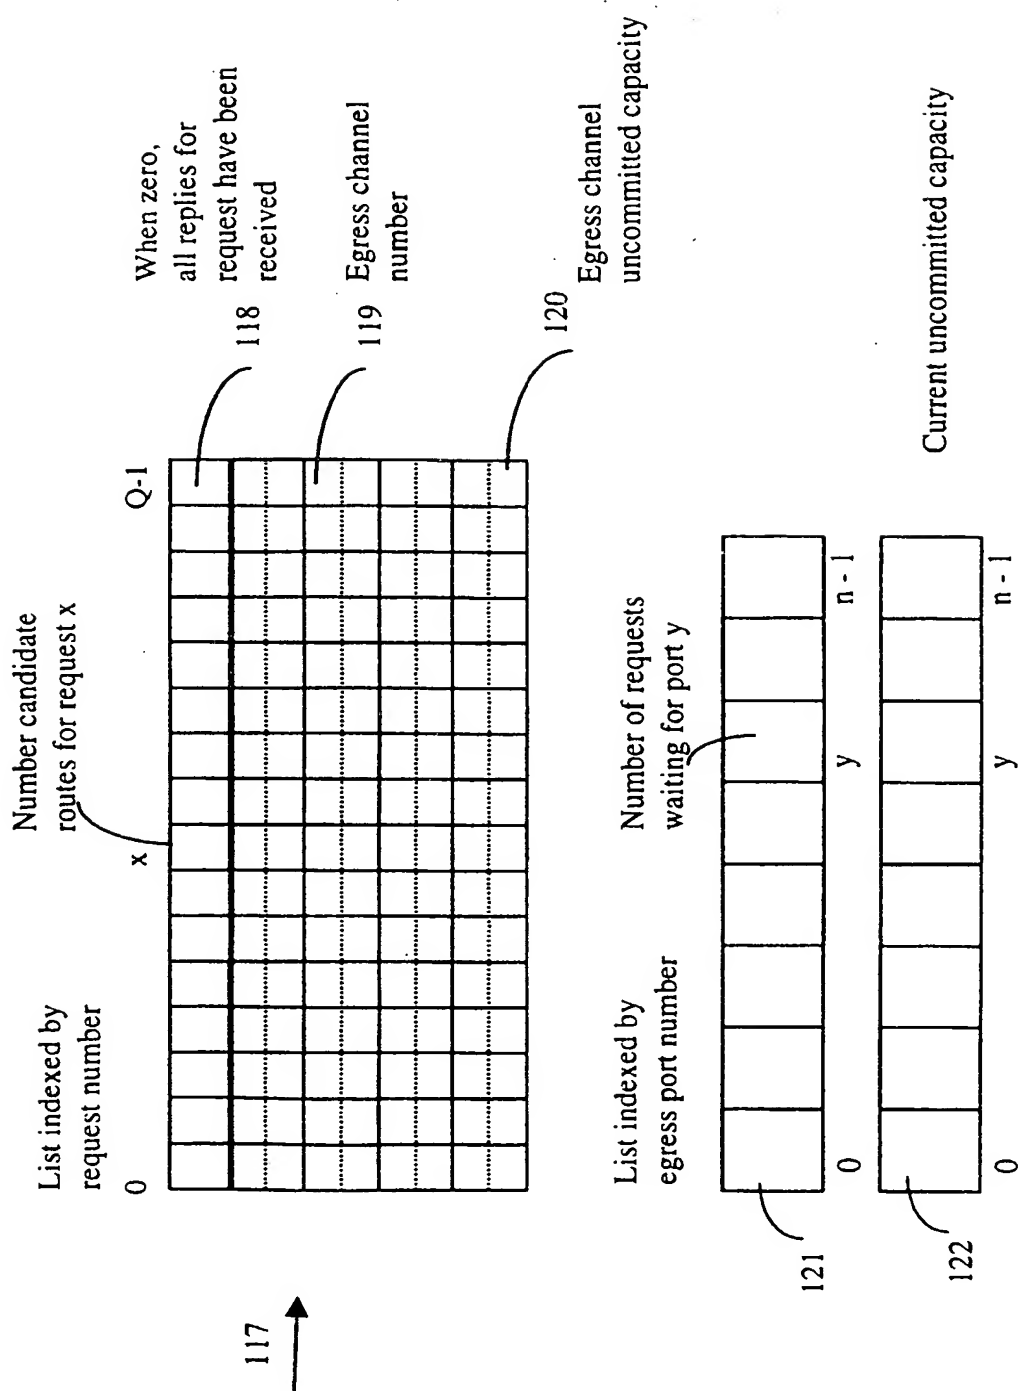 List indexed by
request number
Number candidate
routes for request x
0
x
Q-1
When zero,
all replies for
request have been
received
118
Egress channel
number
119
Egress channel
uncommitted capacity
120
117
List indexed by
egress port number
Number of requests
waiting for port y
121
0
y
n - 1
122
0
y
n - 1
Current uncommitted capacity